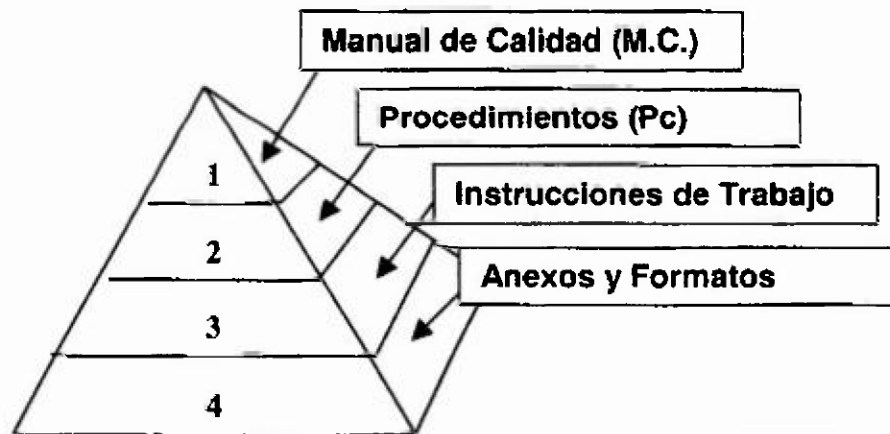 Manual de Calidad (M.C.)
Procedimientos (Pc)
1
Instrucciones de Trabajo
2
Anexos y Formatos
3
4